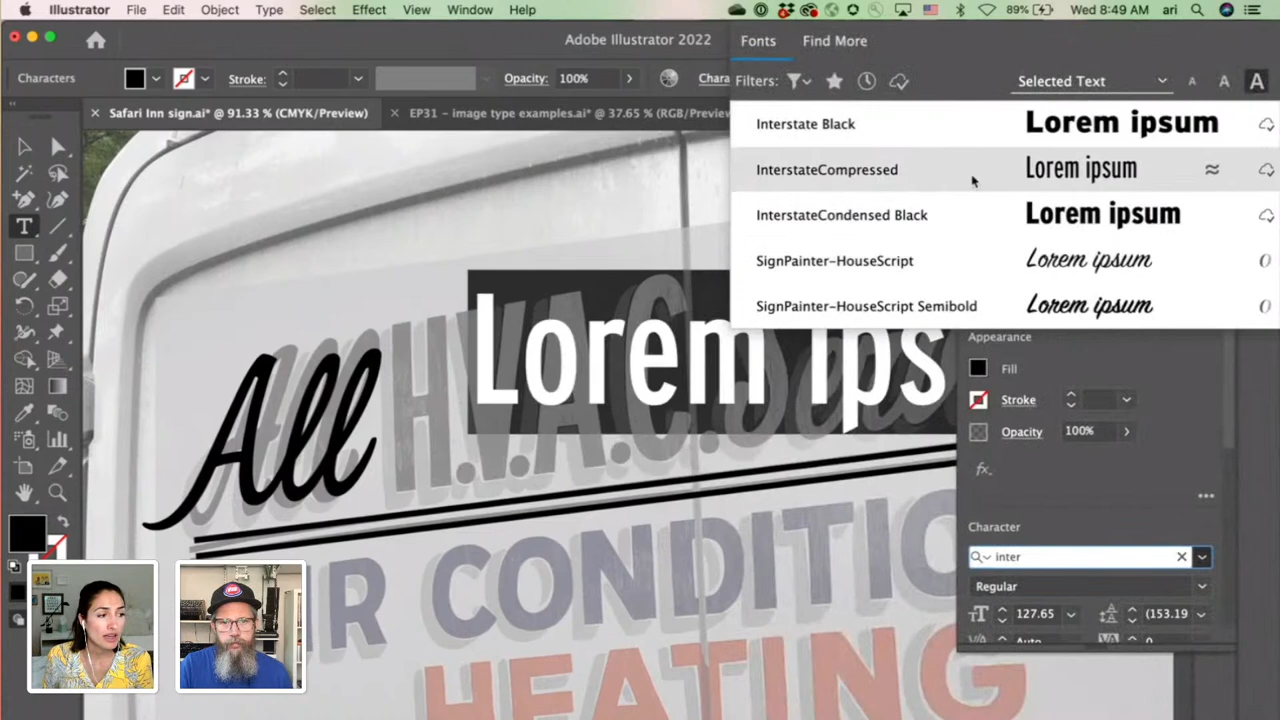 Illustrator File Edit Object Type Select Effect View Window Help
89% Wed 8:49 AM ari
Adobe Illustrator 2022
Fonts Find More
Characters Stroke: Opacity: 100% Chara
Filters: Selected Text A A A
× Safari Inn sign.ai* @ 91.33 % (CMYK/Preview) × EP31 - image type examples.ai* @ 37.65 % (RGB/Preview
Interstate Black Lorem ipsum
InterstateCompressed Lorem ipsum ≈
InterstateCondensed Black Lorem ipsum
SignPainter-HouseScript Lorem ipsum
SignPainter-HouseScript Semibold Lorem ipsum
Lorem ips
All H.V.A.C.
All
AIR CONDITIO
HEATING
Appearance
Fill
Stroke
Opacity 100%
fx.
Character
inter
Regular
127.65 (153.19
Auto 0